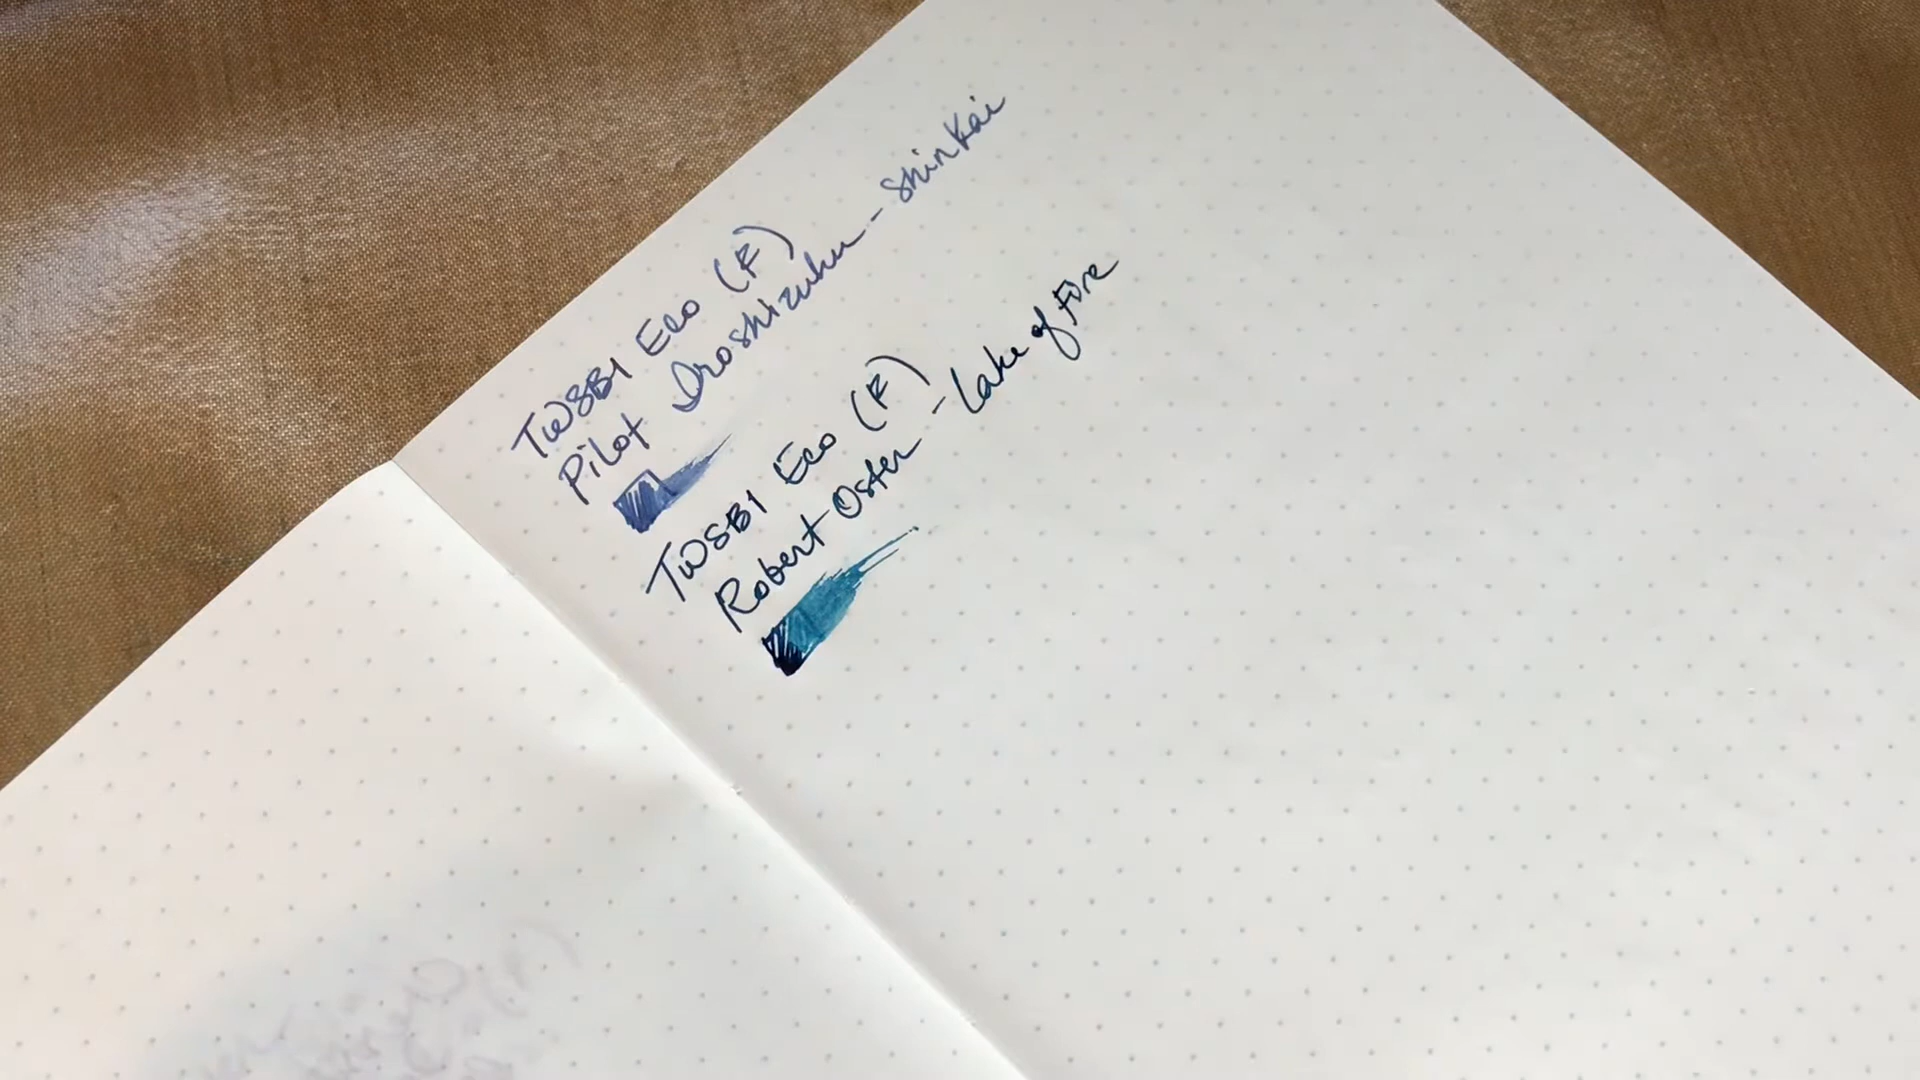 TWSBI Eco (F)
Pilot Iroshizuku - Shinkai
TWSBI Eco (F)
Robert Oster - Lake of Fire